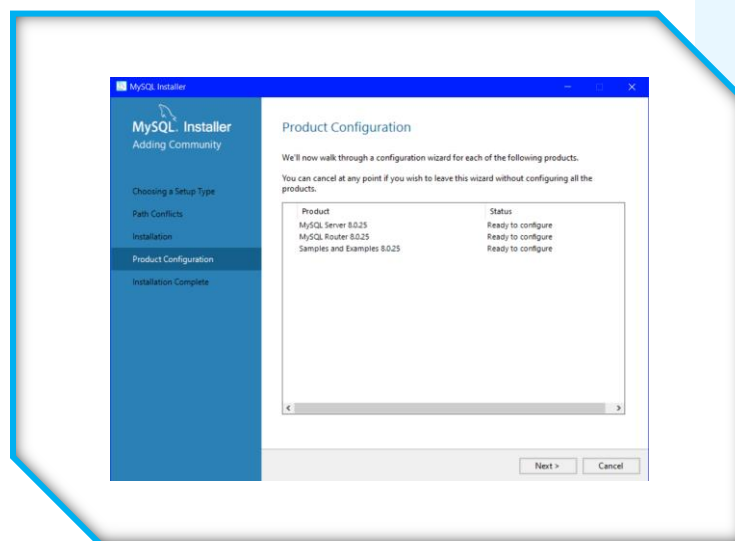 MySQL Installer
MySQL. Installer
Adding Community
Choosing a Setup Type
Path Conflicts
Installation
Product Configuration
Installation Complete
Product Configuration
We'll now walk through a configuration wizard for each of the following products.
You can cancel at any point if you wish to leave this wizard without configuring all the
products.
Product Status
MySQL Server 8.0.25 Ready to configure
MySQL Router 8.0.25 Ready to configure
Samples and Examples 8.0.25 Ready to configure
Next > Cancel